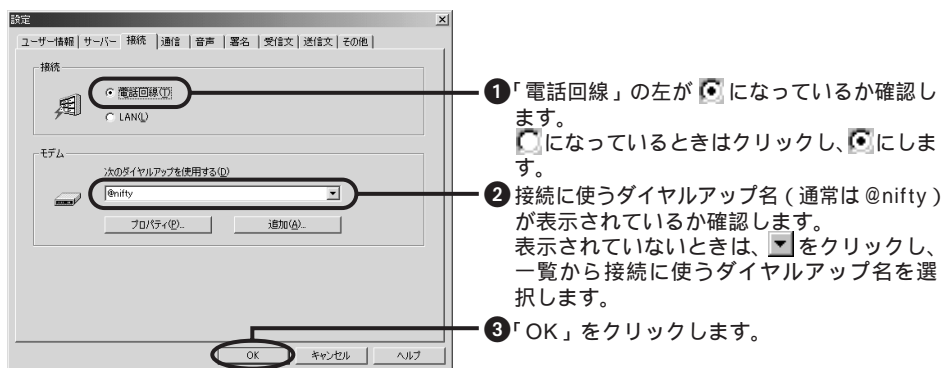 設定
ユーザー情報 サーバー 接続 通信 音声 署名 受信文 送信文 その他
接続
電話回線(T)
LAN(L)
モデム
次のダイヤルアップを使用する(D)
@nifty
プロパティ(P)... 追加(A)...
OK キャンセル ヘルプ
❶「電話回線」の左が になっているか確認し
ます。
になっているときはクリックし、 にしま
す。
❷接続に使うダイヤルアップ名（通常は@nifty）
が表示されているか確認します。
表示されていないときは、 をクリックし、
一覧から接続に使うダイヤルアップ名を選
択します。
❸「OK」をクリックします。